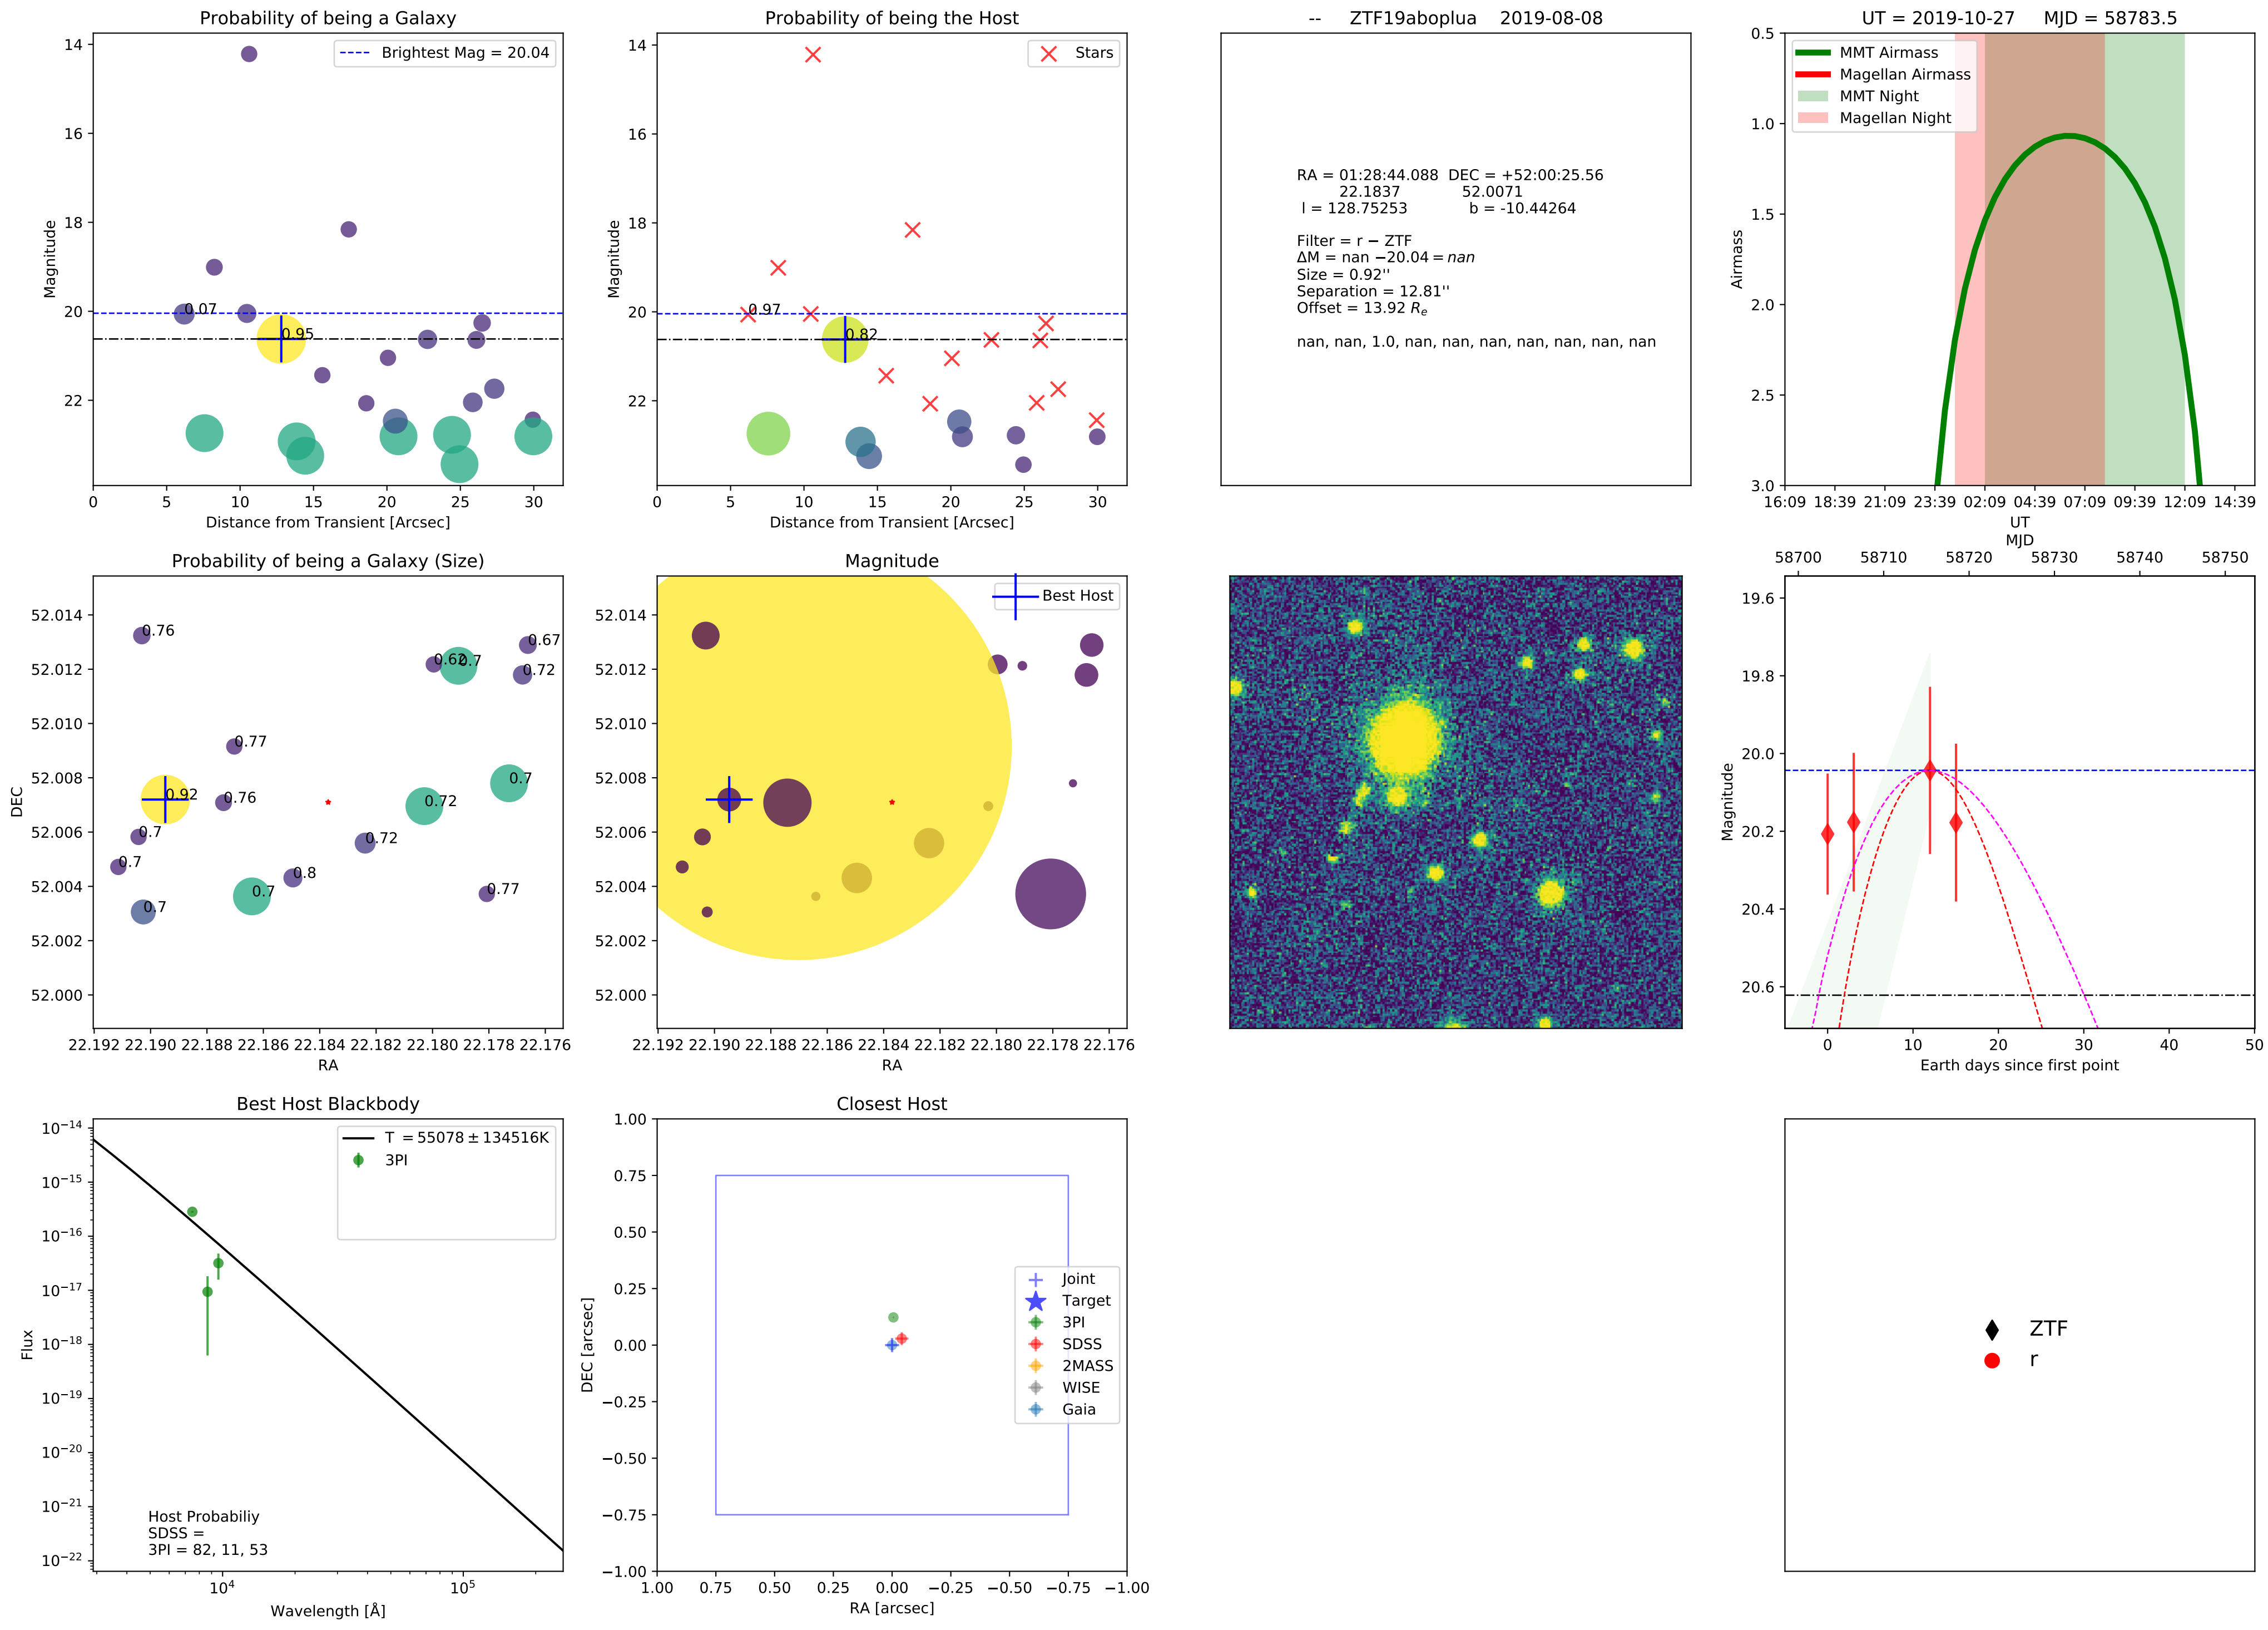 Probability of being a Galaxy
Brightest Mag = 20.04
0.07
0.95
14
16
18
20
22
Magnitude
0 5 10 15 20 25 30
Distance from Transient [Arcsec]
Probability of being the Host
Stars
0.97
0.82
14
16
18
20
22
Magnitude
0 5 10 15 20 25 30
Distance from Transient [Arcsec]
-- ZTF19aboplua 2019-08-08
RA = 01:28:44.088 DEC = +52:00:25.56
22.1837 52.0071
l = 128.75253 b = -10.44264
Filter = r − ZTF
ΔM = nan −20.04 = nan
Size = 0.92''
Separation = 12.81''
Offset = 13.92 Re
nan, nan, 1.0, nan, nan, nan, nan, nan, nan, nan
UT = 2019-10-27 MJD = 58783.5
MMT Airmass
Magellan Airmass
MMT Night
Magellan Night
0.5
1.0
1.5
2.0
2.5
3.0
Airmass
16:09 18:39 21:09 23:39 02:09 04:39 07:09 09:39 12:09 14:39
UT
Probability of being a Galaxy (Size)
0.76
0.67
0.62
0.7
0.72
0.77
0.7
0.92
0.76
0.72
0.7
0.72
0.7
0.8
0.7
0.77
0.7
52.014
52.012
52.010
52.008
52.006
52.004
52.002
52.000
DEC
22.192 22.190 22.188 22.186 22.184 22.182 22.180 22.178 22.176
RA
Magnitude
Best Host
52.014
52.012
52.010
52.008
52.006
52.004
52.002
52.000
22.192 22.190 22.188 22.186 22.184 22.182 22.180 22.178 22.176
RA
MJD
58700 58710 58720 58730 58740 58750
19.6
19.8
20.0
20.2
20.4
20.6
Magnitude
0 10 20 30 40 50
Earth days since first point
Best Host Blackbody
T = 55078 ± 134516K
3PI
10−14
10−15
10−16
10−17
10−18
10−19
10−20
10−21
10−22
Flux
Host Probabiliy
SDSS =
3PI = 82, 11, 53
104 105
Wavelength [Å]
Closest Host
1.00
0.75
0.50
0.25
0.00
−0.25
−0.50
−0.75
−1.00
DEC [arcsec]
Joint
Target
3PI
SDSS
2MASS
WISE
Gaia
1.00 0.75 0.50 0.25 0.00 −0.25 −0.50 −0.75 −1.00
RA [arcsec]
ZTF
r